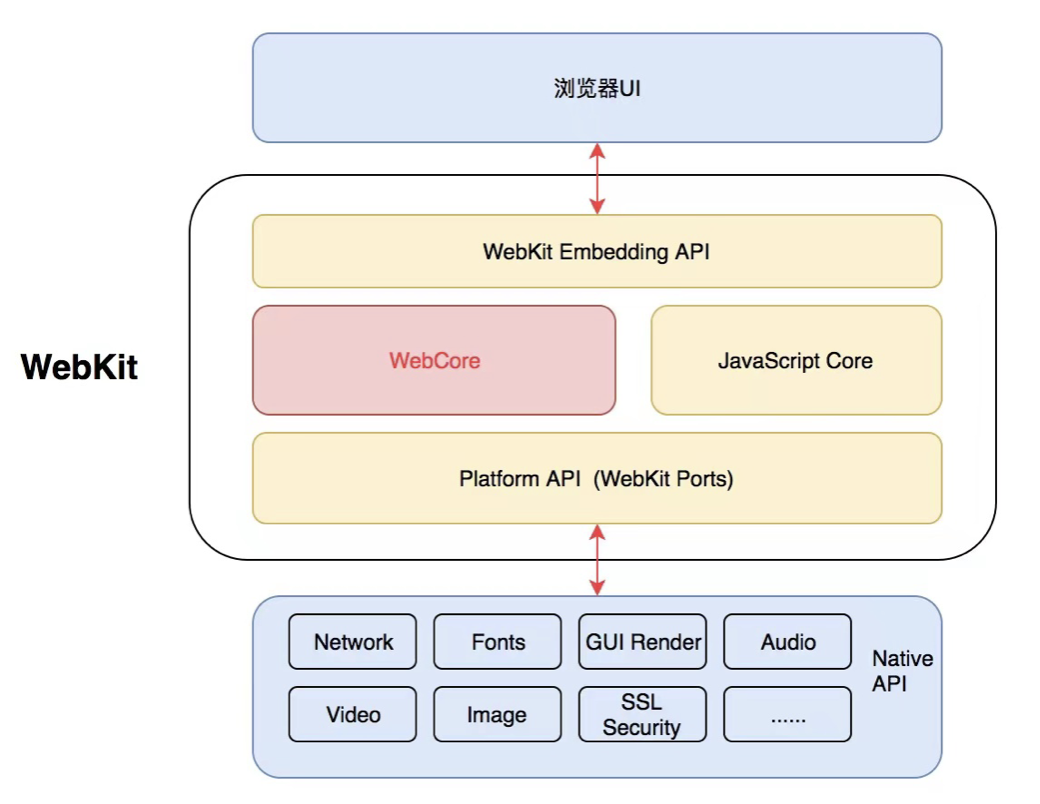 浏览器UI
WebKit Embedding API
WebKit
WebCore
JavaScript Core
Platform API (WebKit Ports)
Network
Fonts
GUI Render
Audio
Native
API
Video
Image
SSL
Security
......